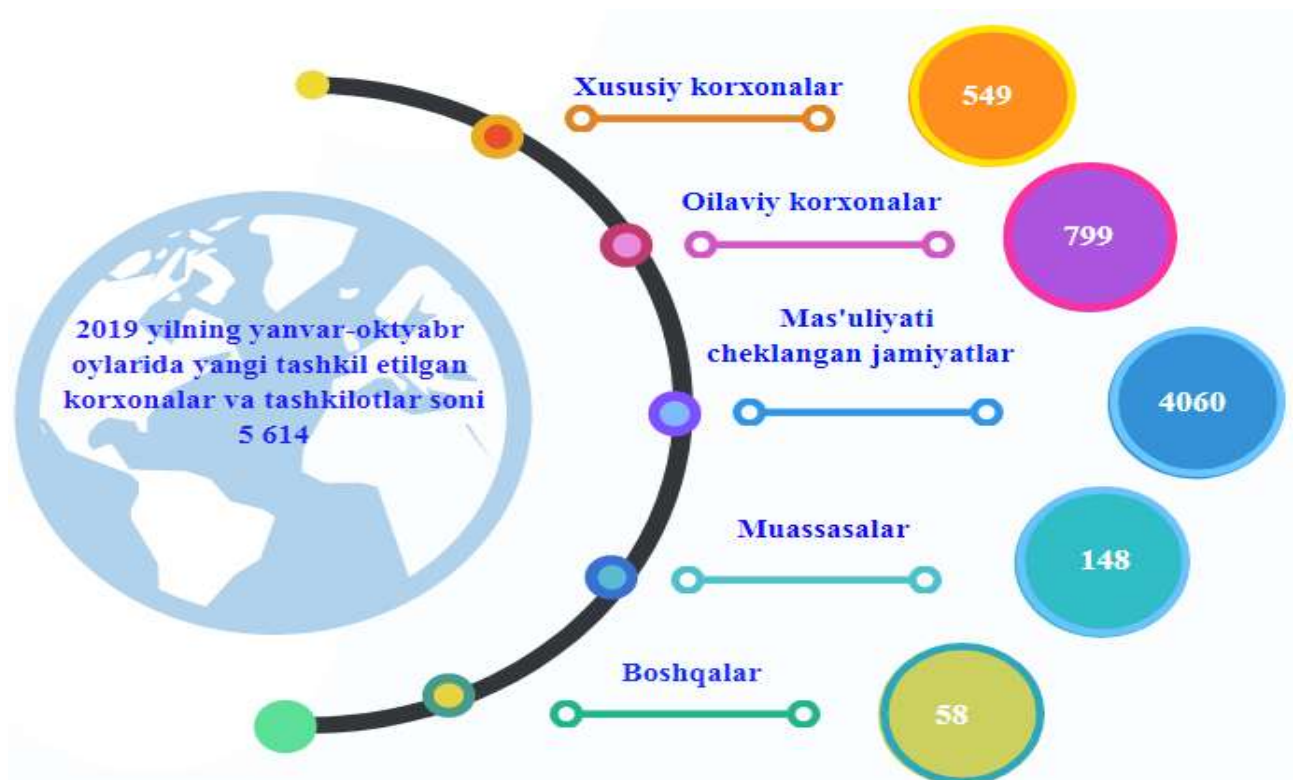 2019 yilning yanvar-oktyabr
oylarida yangi tashkil etilgan
korxonalar va tashkilotlar soni
5 614
Xususiy korxonalar
549
Oilaviy korxonalar
799
Mas'uliyati
cheklangan jamiyatlar
4060
Muassasalar
148
Boshqalar
58